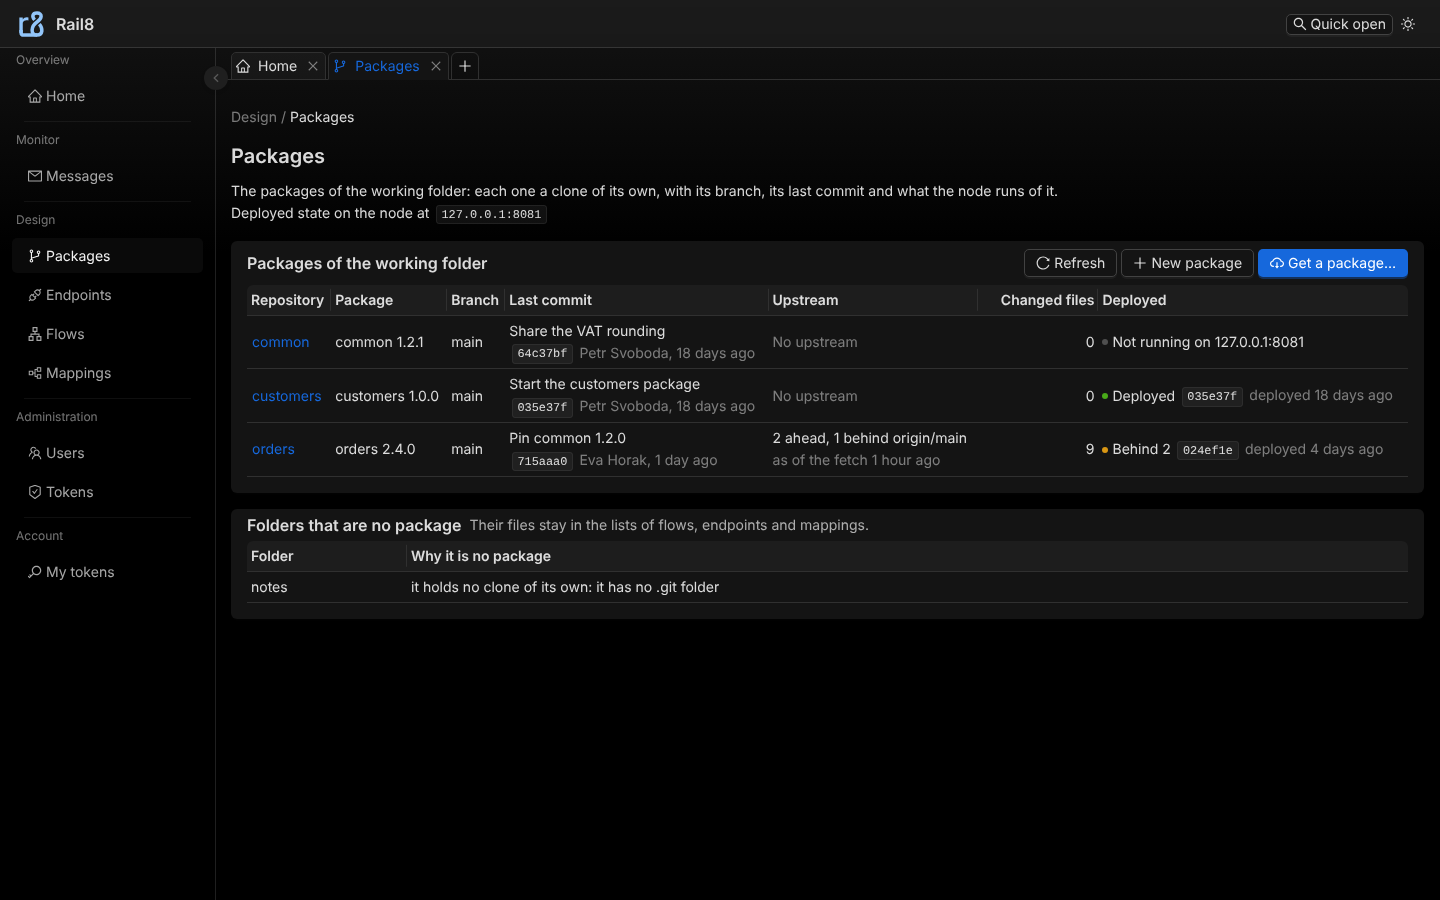 Rail8
Quick open
Overview
Home
Monitor
Messages
Design
Packages
Endpoints
Flows
Mappings
Administration
Users
Tokens
Account
My tokens
Home
Packages
Design / Packages
Packages
The packages of the working folder: each one a clone of its own, with its branch, its last commit and what the node runs of it.
Deployed state on the node at 127.0.0.1:8081
Packages of the working folder
Refresh
New package
Get a package...
Repository Package Branch Last commit Upstream Changed files Deployed
common common 1.2.1 main Share the VAT rounding No upstream 0 Not running on 127.0.0.1:8081
64c37bf Petr Svoboda, 18 days ago
customers customers 1.0.0 main Start the customers package No upstream 0 Deployed 035e37f deployed 18 days ago
035e37f Petr Svoboda, 18 days ago
orders orders 2.4.0 main Pin common 1.2.0 2 ahead, 1 behind origin/main 9 Behind 2 024ef1e deployed 4 days ago
715aaa0 Eva Horak, 1 day ago as of the fetch 1 hour ago
Folders that are no package Their files stay in the lists of flows, endpoints and mappings.
Folder Why it is no package
notes it holds no clone of its own: it has no .git folder